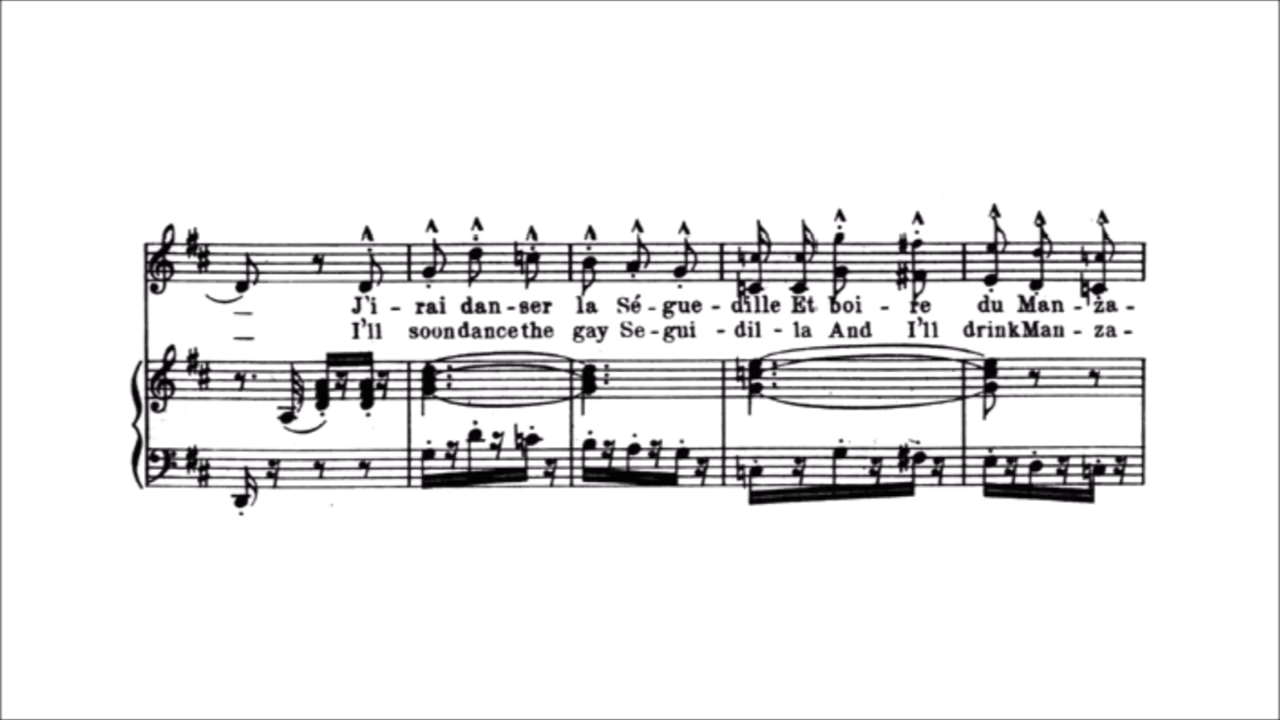 J'i - rai dan - ser la Sé - gue - dille Et boi - re du Man - za -
I'll soon dance the gay Se - gui - dil - la And I'll drink Man - za -